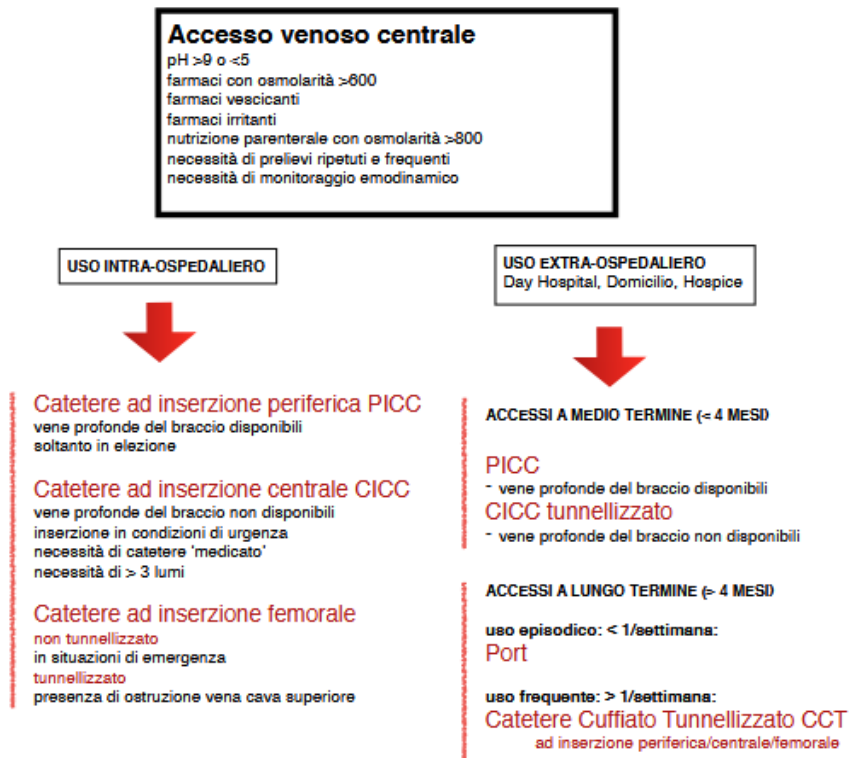 Accesso venoso centrale
pH >9 o <5
farmaci con osmolarità >600
farmaci vescicanti
farmaci irritanti
nutrizione parenterale con osmolarità >800
necessità di prelievi ripetuti e frequenti
necessità di monitoraggio emodinamico
USO INTRA-OSPEDALIERO
Catetere ad inserzione periferica PICC
vene profonde del braccio disponibili
soltanto in elezione
Catetere ad inserzione centrale CICC
vene profonde del braccio non disponibili
inserzione in condizioni di urgenza
necessità di catetere 'medicato'
necessità di > 3 lumi
Catetere ad inserzione femorale
non tunnellizzato
in situazioni di emergenza
tunnellizzato
presenza di ostruzione vena cava superiore
USO EXTRA-OSPEDALIERO
Day Hospital, Domicilio, Hospice
ACCESSI A MEDIO TERMINE (< 4 MESI)
PICC
- vene profonde del braccio disponibili
CICC tunnellizzato
- vene profonde del braccio non disponibili
ACCESSI A LUNGO TERMINE (> 4 MESI)
uso episodico: < 1/settimana:
Port
uso frequente: > 1/settimana:
Catetere Cuffiato Tunnellizzato CCT
ad inserzione periferica/centrale/femorale